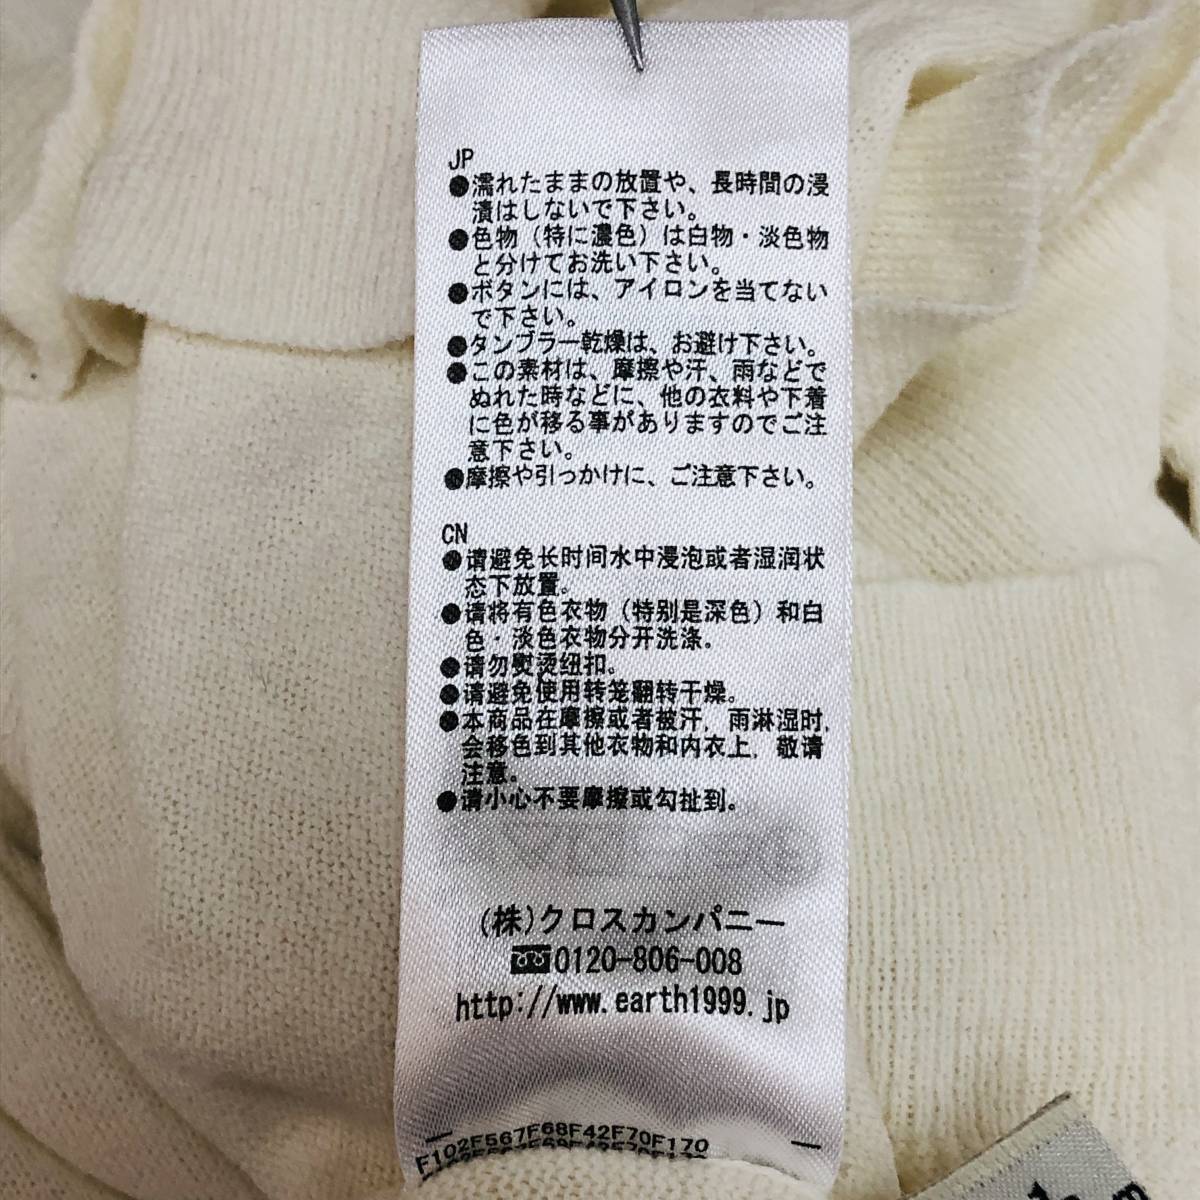 JP
●濡れたままの放置や、長時間の浸
漬はしないで下さい。
●色物（特に濃色）は白物・淡色物
と分けてお洗い下さい。
●ボタンには、アイロンを当てない
で下さい。
●タンブラー乾燥は、お避け下さい。
●この素材は、摩擦や汗、雨などで
ぬれた時などに、他の衣料や下着
に色が移る事がありますのでご注
意下さい。
●摩擦や引っかけに、ご注意下さい。
CN
●请避免长时间水中浸泡或者湿润状
态下放置。
●请将有色衣物（特别是深色）和白
色・淡色衣物分开洗涤。
●请勿熨烫纽扣。
●请避免使用转笼翻转干燥。
●本商品在摩擦或者被汗，雨淋湿时，
会移色到其他衣物和内衣上，敬请
注意。
●请小心不要摩擦或勾扯到。
(株)クロスカンパニー
0120-806-008
http://www.earth1999.jp
F102F567F68F42F70F170